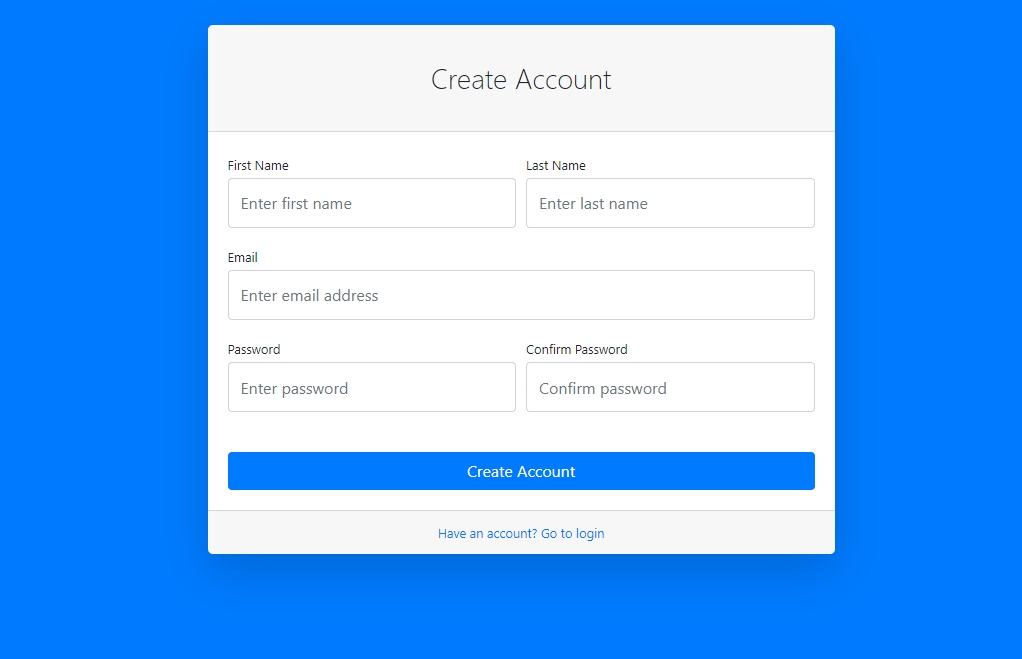 Create Account
First Name
Last Name
Enter first name
Enter last name
Email
Enter email address
Password
Confirm Password
Enter password
Confirm password
Create Account
Have an account? Go to login